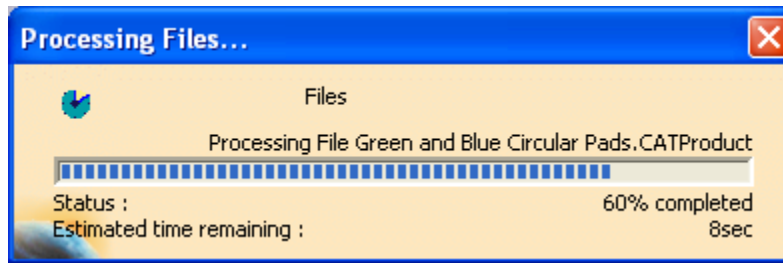 Processing Files...
Files
Processing File Green and Blue Circular Pads.CATProduct
Status : 60% completed
Estimated time remaining : 8sec